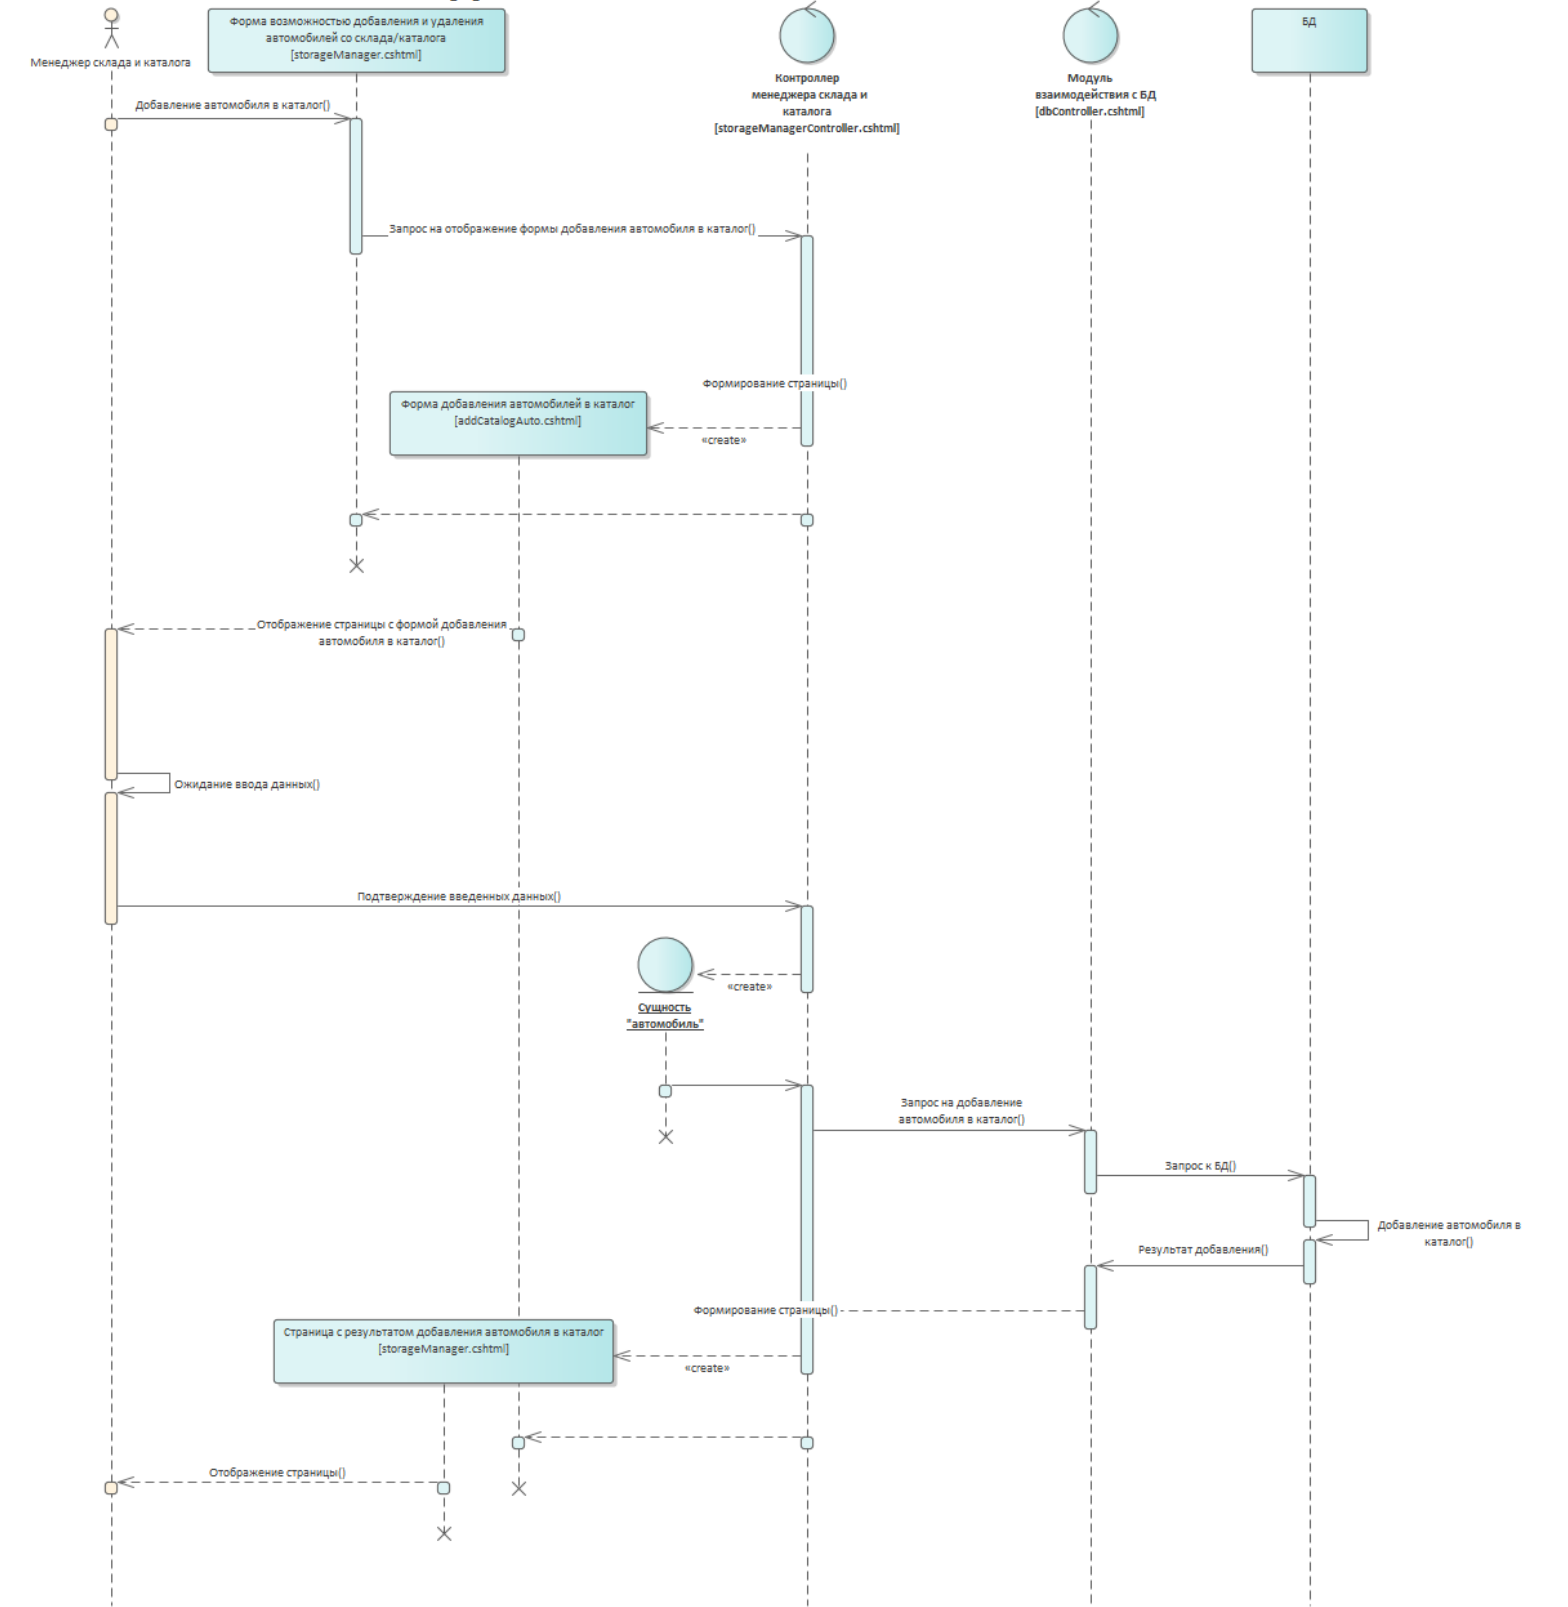 Менеджер склада и каталога
Форма возможностью добавления и удаления
автомобилей со склада/каталога
[storageManager.cshtml]
Контроллер
менеджера склада и
каталога
[storageManagerController.cshtml]
Модуль
взаимодействия с БД
[dbController.cshtml]
БД
Добавление автомобиля в каталог()
Запрос на отображение формы добавления автомобиля в каталог()
Формирование страницы()
Форма добавления автомобилей в каталог
[addCatalogAuto.cshtml]
«create»
Отображение страницы с формой добавления
автомобиля в каталог()
Ожидание ввода данных()
Подтверждение введенных данных()
«create»
Сущность
"автомобиль"
Запрос на добавление
автомобиля в каталог()
Запрос к БД()
Добавление автомобиля в
каталог()
Результат добавления()
Формирование страницы()
Страница с результатом добавления автомобиля в каталог
[storageManager.cshtml]
«create»
Отображение страницы()